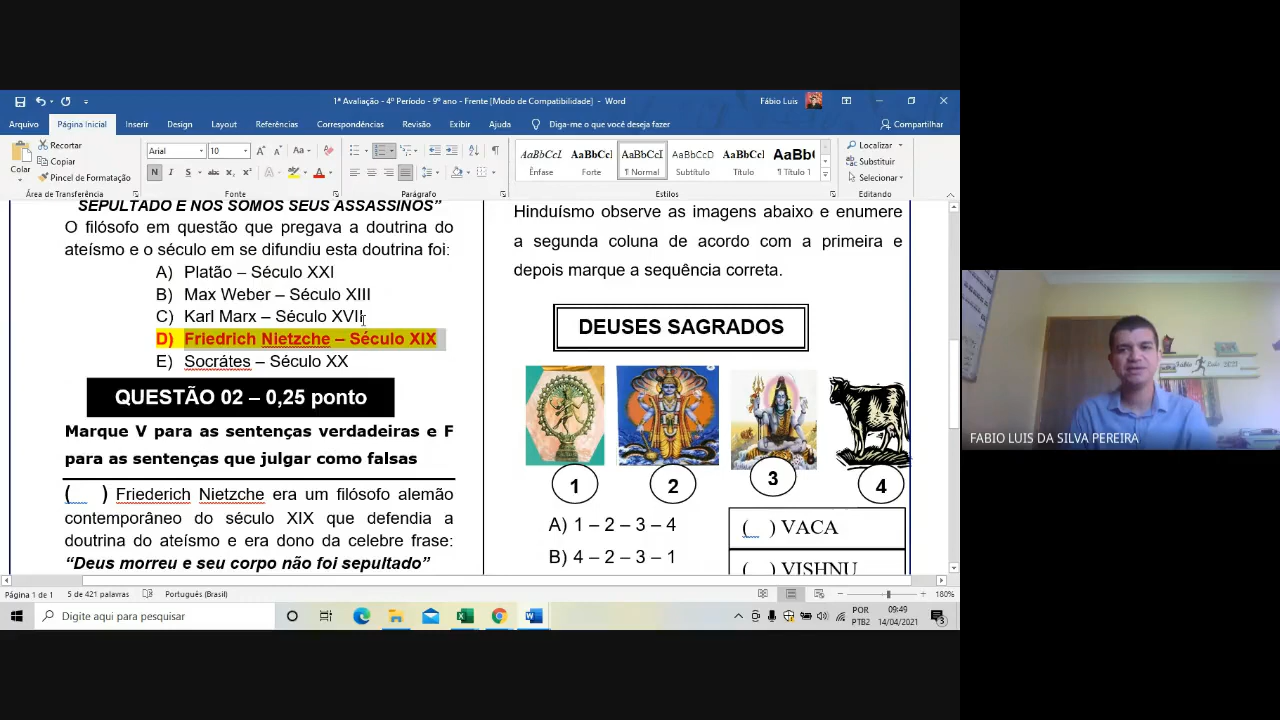 1ª Avaliação - 4º Período - 9º ano - Frente [Modo de Compatibilidade] - Word
Fábio Luis
Arquivo
Página Inicial
Inserir
Design
Layout
Referências
Correspondências
Revisão
Exibir
Ajuda
Diga-me o que você deseja fazer
Compartilhar
Colar
Recortar
Copiar
Pincel de Formatação
Área de Transferência
Arial
10
Fonte
Parágrafo
AaBbCcI
Ênfase
AaBbCcI
Forte
AaBbCcI
¶ Normal
AaBbCcD
Subtítulo
AaBbCcI
Título
AaBb(
¶ Título 1
Estilos
Localizar
Substituir
Selecionar
Editando
SEPULTADO E NOS SOMOS SEUS ASSASSINOS”
O filósofo em questão que pregava a doutrina do
ateísmo e o século em se difundiu esta doutrina foi:
A) Platão – Século XXI
B) Max Weber – Século XIII
C) Karl Marx – Século XVII
D) Friedrich Nietzche – Século XIX
E) Socrátes – Século XX
QUESTÃO 02 – 0,25 ponto
Marque V para as sentenças verdadeiras e F
para as sentenças que julgar como falsas
( ) Friederich Nietzche era um filósofo alemão
contemporâneo do século XIX que defendia a
doutrina do ateísmo e era dono da celebre frase:
“Deus morreu e seu corpo não foi sepultado”
Hinduísmo observe as imagens abaixo e enumere
a segunda coluna de acordo com a primeira e
depois marque a sequência correta.
DEUSES SAGRADOS
1
2
3
4
A) 1 – 2 – 3 – 4
B) 4 – 2 – 3 – 1
( ) VACA
( ) VISHNU
FABIO LUIS DA SILVA PEREIRA
Página 1 de 1
5 de 421 palavras
Português (Brasil)
180%
Digite aqui para pesquisar
POR
PTB2
09:49
14/04/2021
3